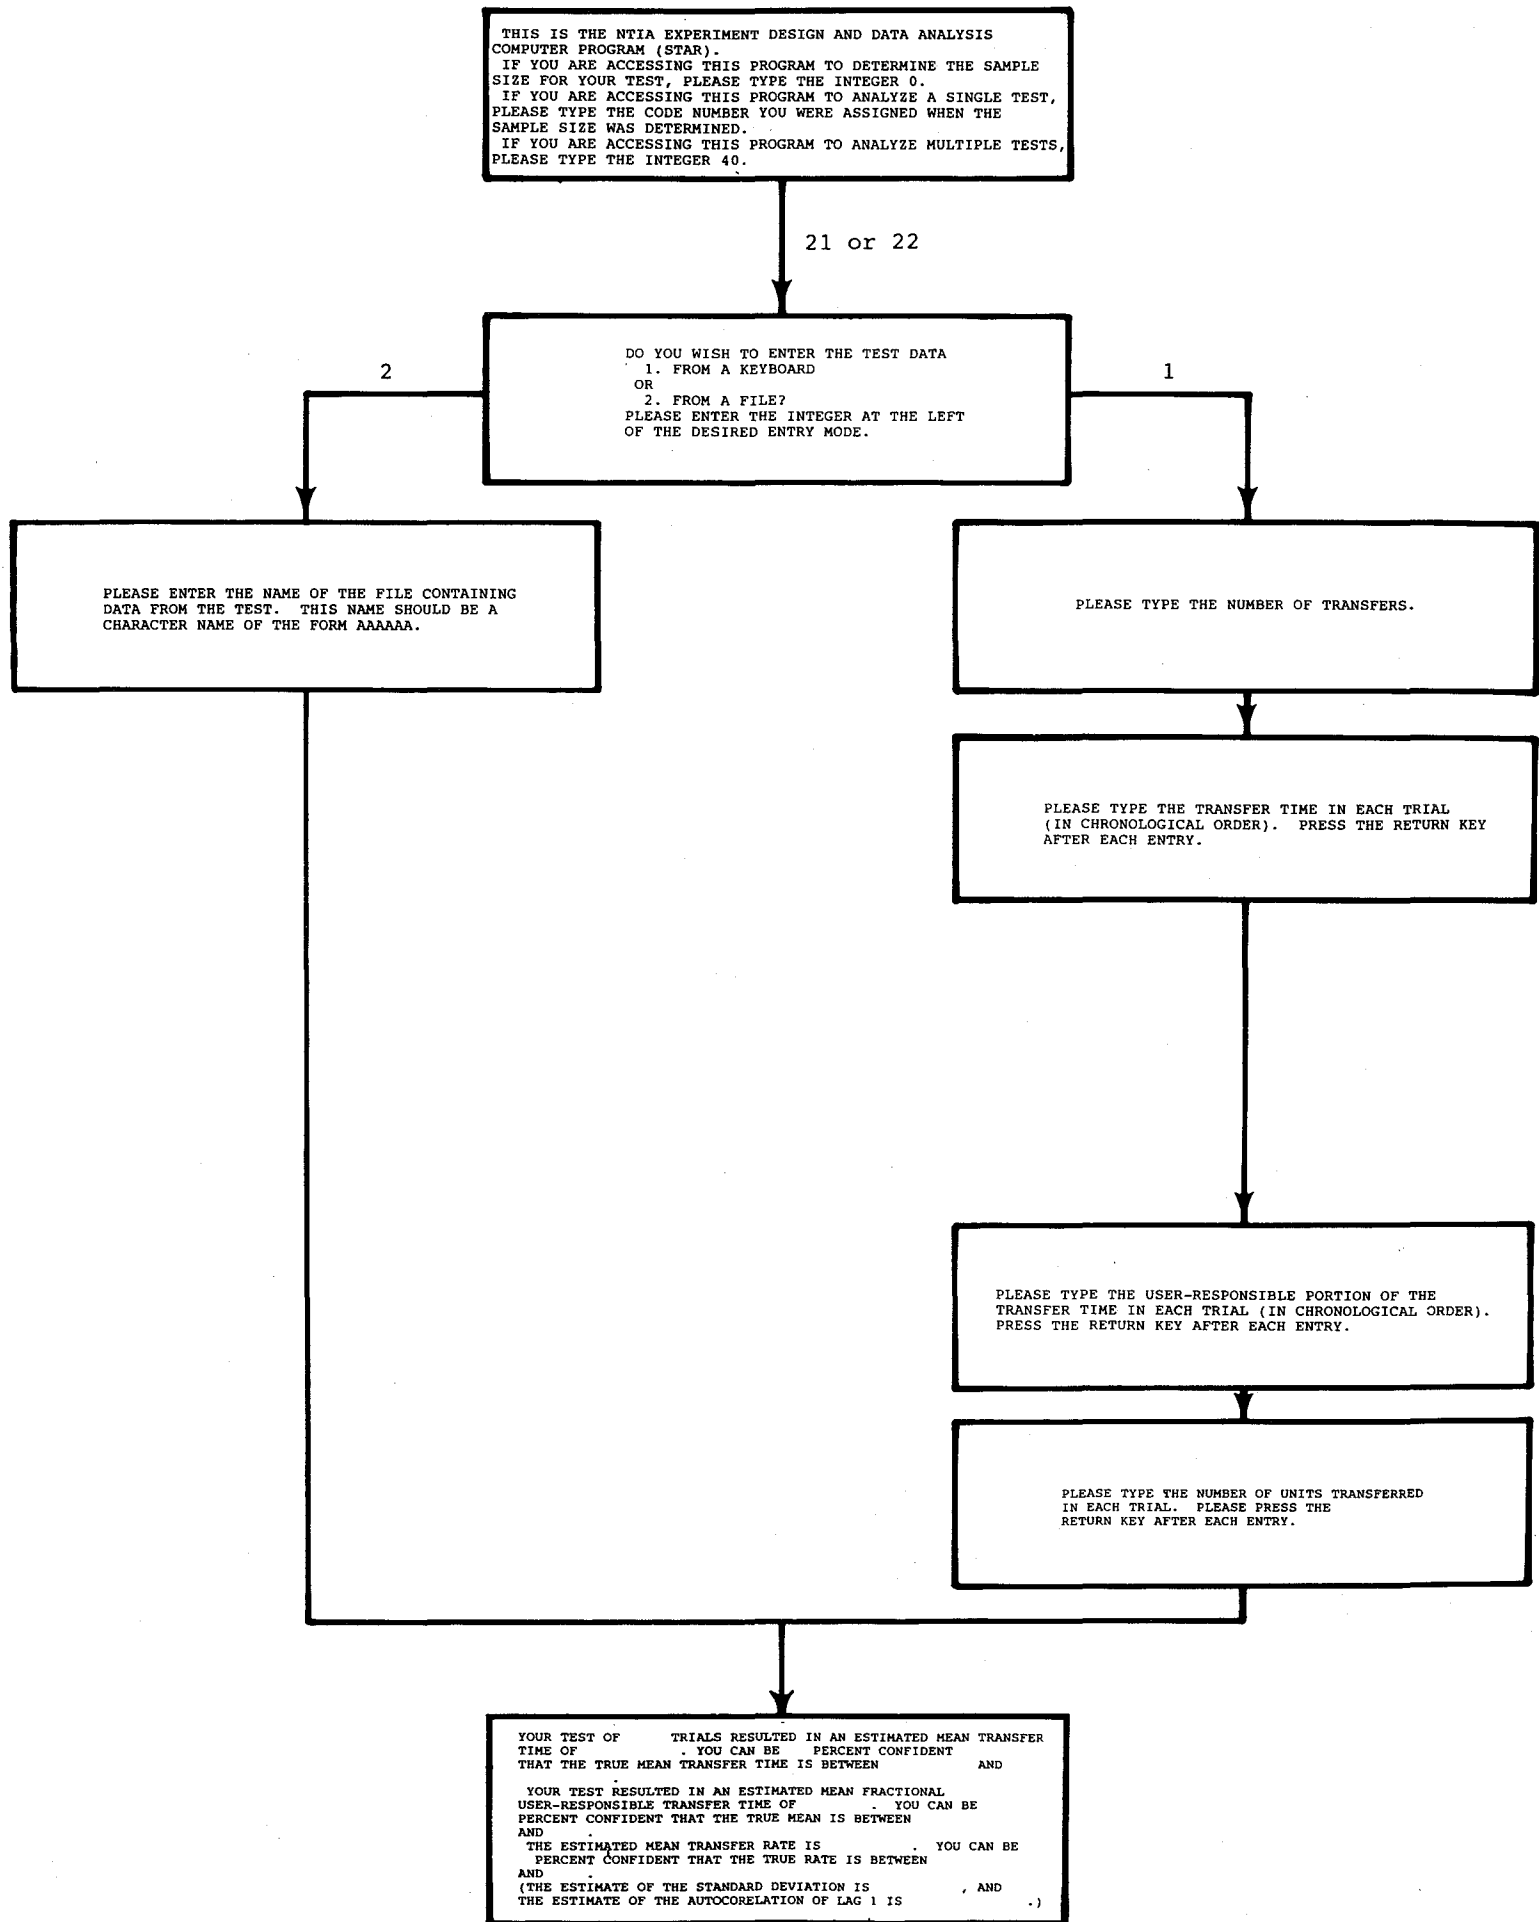 THIS IS THE NTIA EXPERIMENT DESIGN AND DATA ANALYSIS
COMPUTER PROGRAM (STAR).
IF YOU ARE ACCESSING THIS PROGRAM TO DETERMINE THE SAMPLE
SIZE FOR YOUR TEST, PLEASE TYPE THE INTEGER 0.
IF YOU ARE ACCESSING THIS PROGRAM TO ANALYZE A SINGLE TEST,
PLEASE TYPE THE CODE NUMBER YOU WERE ASSIGNED WHEN THE
SAMPLE SIZE WAS DETERMINED.
IF YOU ARE ACCESSING THIS PROGRAM TO ANALYZE MULTIPLE TESTS,
PLEASE TYPE THE INTEGER 40.
21 or 22
DO YOU WISH TO ENTER THE TEST DATA
1. FROM A KEYBOARD
OR
2. FROM A FILE?
PLEASE ENTER THE INTEGER AT THE LEFT
OF THE DESIRED ENTRY MODE.
2
1
PLEASE ENTER THE NAME OF THE FILE CONTAINING
DATA FROM THE TEST. THIS NAME SHOULD BE A
CHARACTER NAME OF THE FORM AAAAAA.
PLEASE TYPE THE NUMBER OF TRANSFERS.
PLEASE TYPE THE TRANSFER TIME IN EACH TRIAL
(IN CHRONOLOGICAL ORDER). PRESS THE RETURN KEY
AFTER EACH ENTRY.
PLEASE TYPE THE USER-RESPONSIBLE PORTION OF THE
TRANSFER TIME IN EACH TRIAL (IN CHRONOLOGICAL ORDER).
PRESS THE RETURN KEY AFTER EACH ENTRY.
PLEASE TYPE THE NUMBER OF UNITS TRANSFERRED
IN EACH TRIAL. PLEASE PRESS THE
RETURN KEY AFTER EACH ENTRY.
YOUR TEST OF TRIALS RESULTED IN AN ESTIMATED MEAN TRANSFER
TIME OF . YOU CAN BE PERCENT CONFIDENT
THAT THE TRUE MEAN TRANSFER TIME IS BETWEEN AND
.
YOUR TEST RESULTED IN AN ESTIMATED MEAN FRACTIONAL
USER-RESPONSIBLE TRANSFER TIME OF . YOU CAN BE
PERCENT CONFIDENT THAT THE TRUE MEAN IS BETWEEN
AND .
THE ESTIMATED MEAN TRANSFER RATE IS . YOU CAN BE
PERCENT CONFIDENT THAT THE TRUE RATE IS BETWEEN
AND .
(THE ESTIMATE OF THE STANDARD DEVIATION IS , AND
THE ESTIMATE OF THE AUTOCORELATION OF LAG 1 IS .)